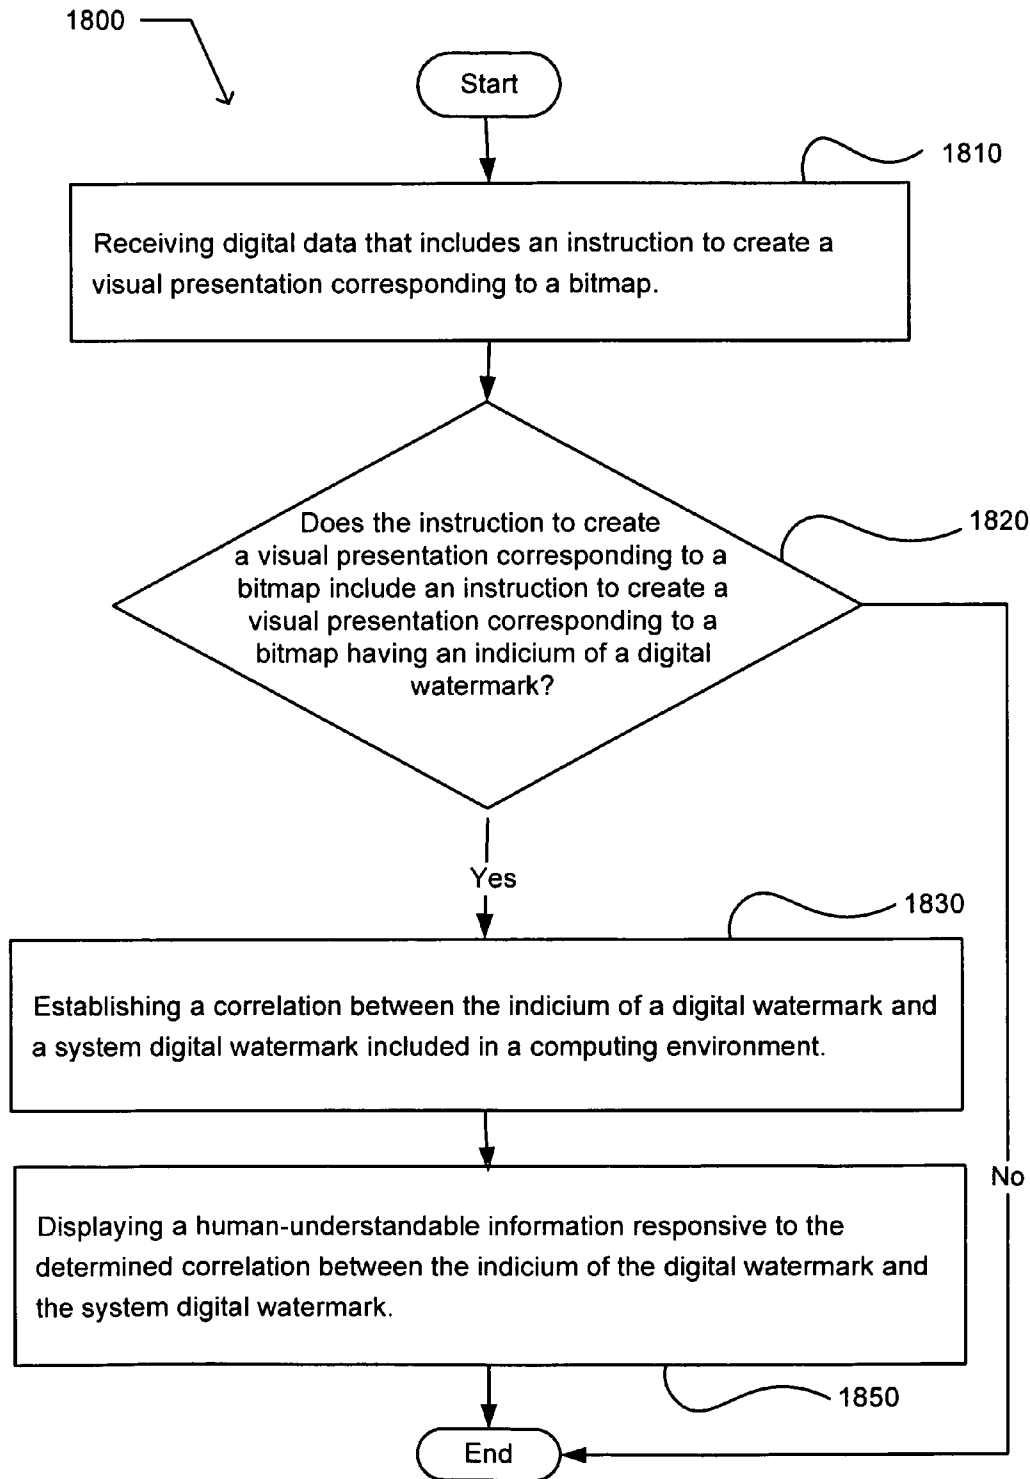 1800
Start
1810
Receiving digital data that includes an instruction to create a
visual presentation corresponding to a bitmap.
1820
Does the instruction to create
a visual presentation corresponding to a
bitmap include an instruction to create a
visual presentation corresponding to a
bitmap having an indicium of a digital
watermark?
Yes
1830
Establishing a correlation between the indicium of a digital watermark and
a system digital watermark included in a computing environment.
No
Displaying a human-understandable information responsive to the
determined correlation between the indicium of the digital watermark and
the system digital watermark.
1850
End